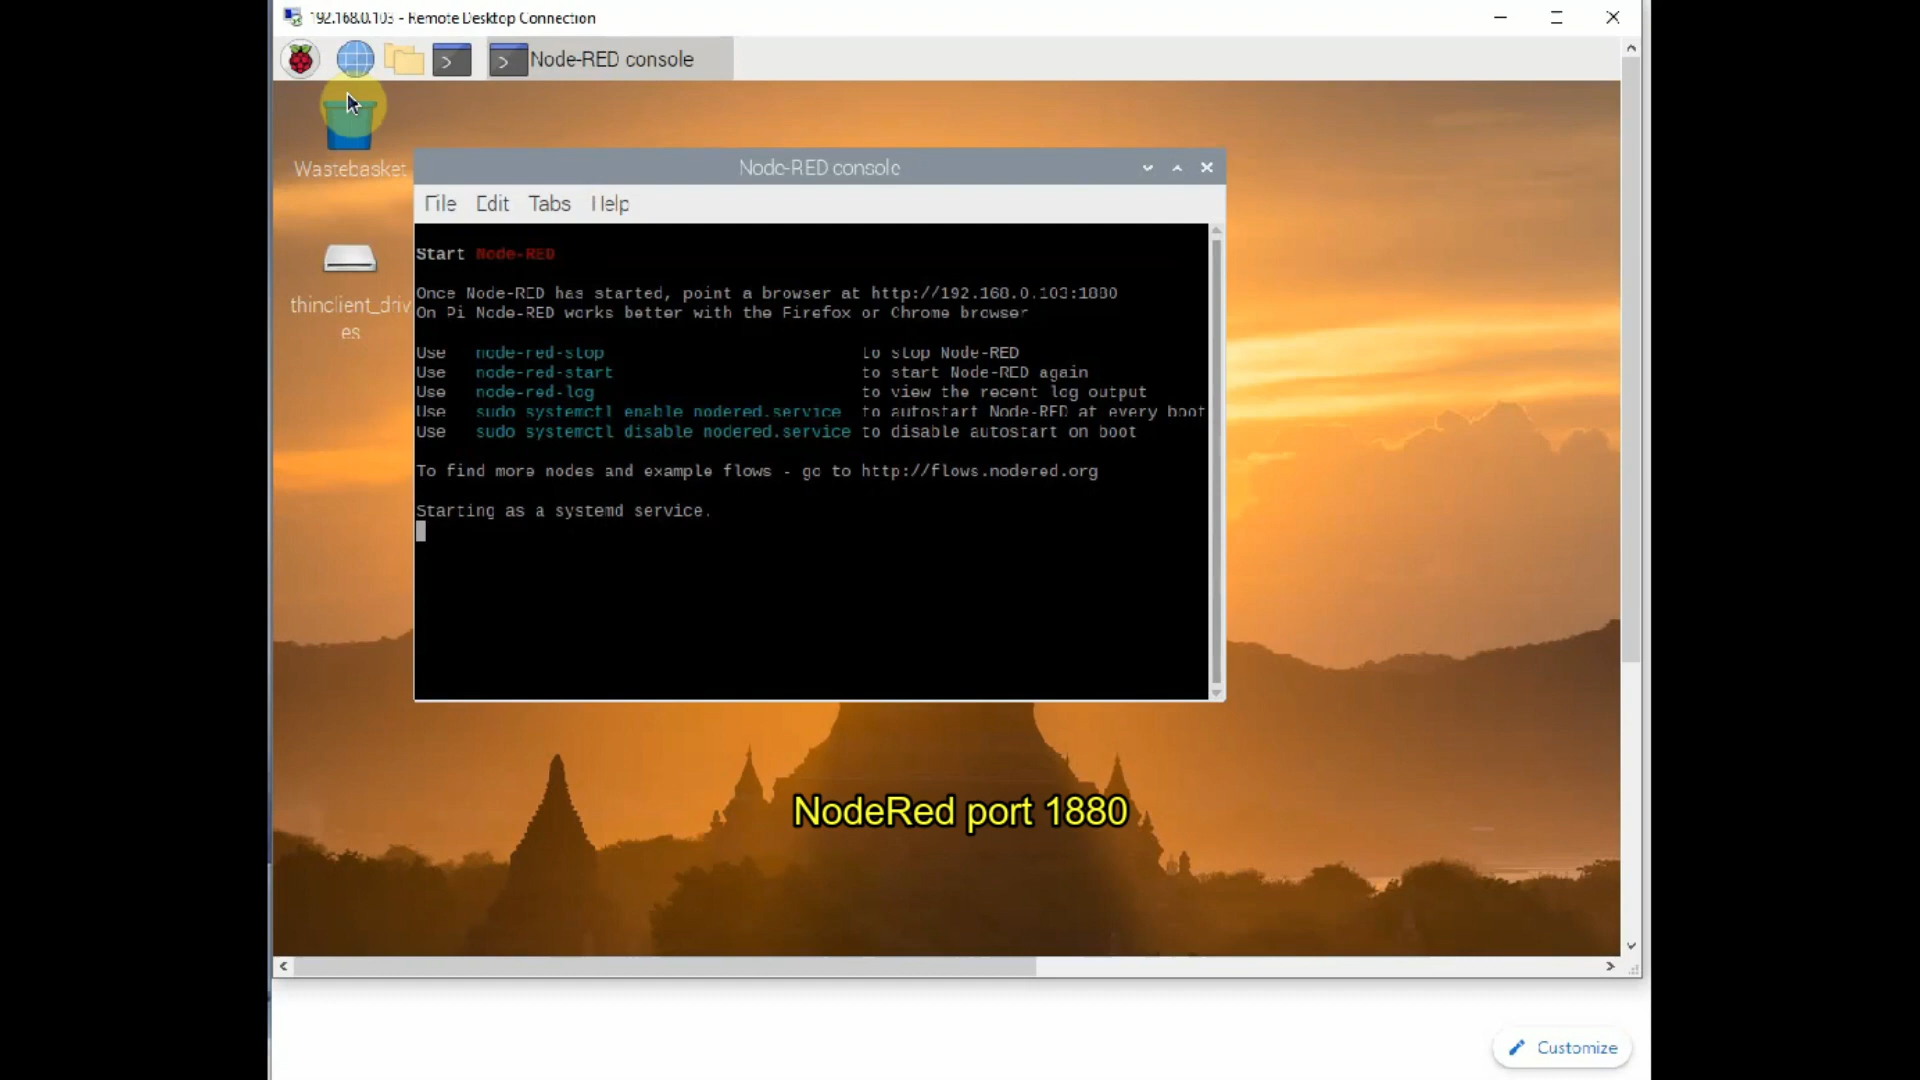 192.168.0.103 - Remote Desktop Connection
Node-RED console
Wastebasket
thinclient_driv
es
Node-RED console
File Edit Tabs Help
Start Node-RED
Once Node-RED has started, point a browser at http://192.168.0.103:1880
On Pi Node-RED works better with the Firefox or Chrome browser
Use node-red-stop to stop Node-RED
Use node-red-start to start Node-RED again
Use node-red-log to view the recent log output
Use sudo systemctl enable nodered.service to autostart Node-RED at every boot
Use sudo systemctl disable nodered.service to disable autostart on boot
To find more nodes and example flows - go to http://flows.nodered.org
Starting as a systemd service.
NodeRed port 1880
Customize